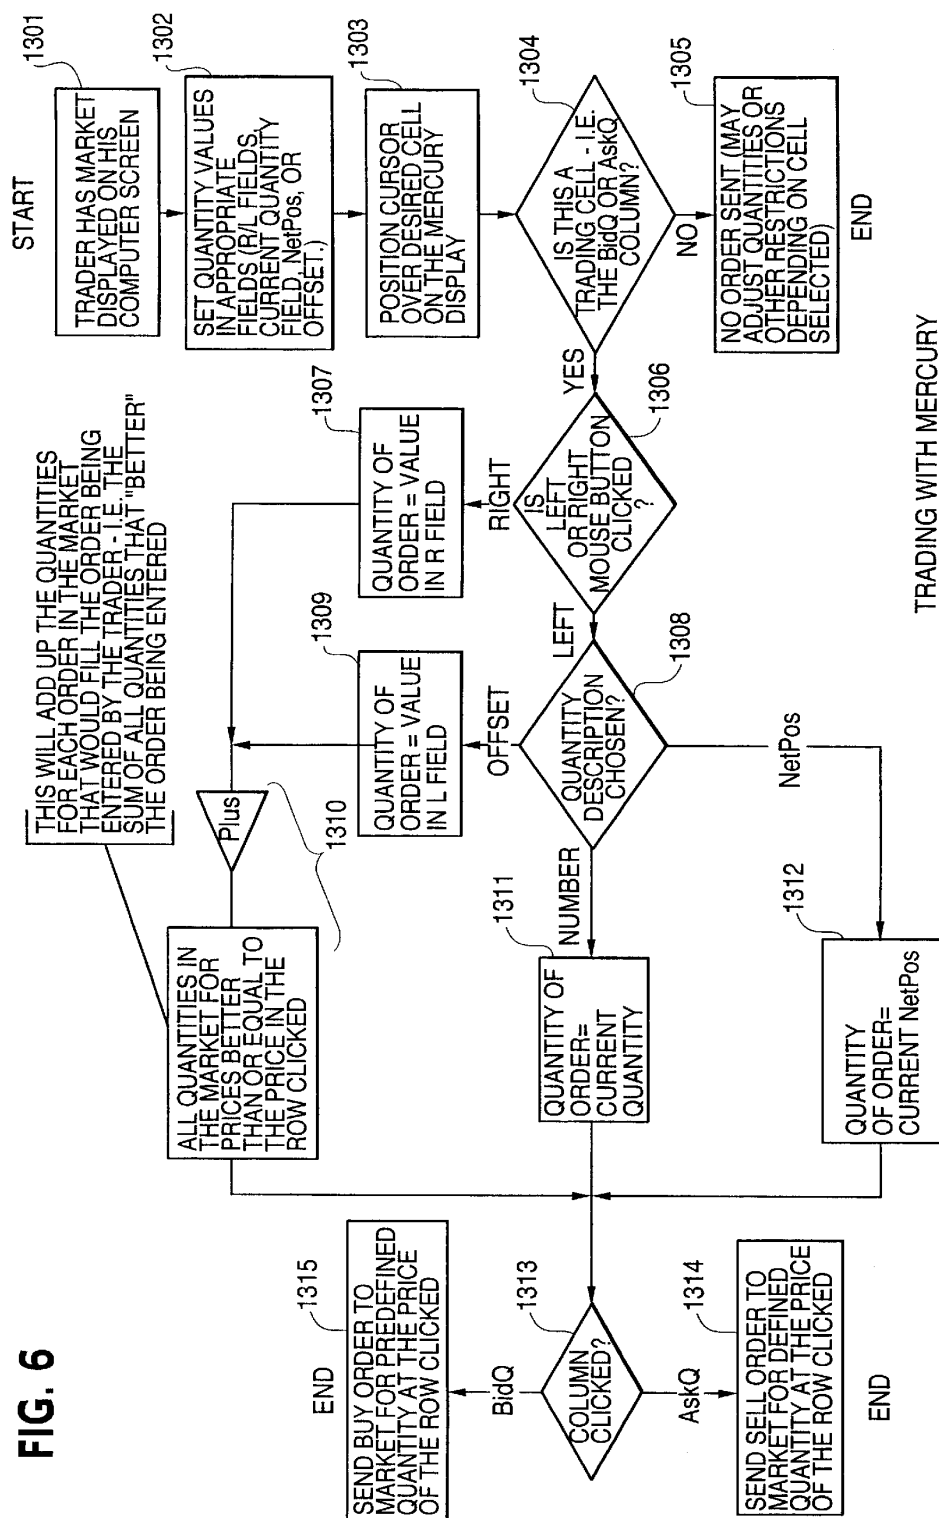 FIG. 6
START
1301
TRADER HAS MARKET
DISPLAYED ON HIS
COMPUTER SCREEN
1302
SET QUANTITY VALUES
IN APPROPRIATE
FIELDS (R/L FIELDS,
CURRENT QUANTITY
FIELD, NetPos, OR
OFFSET.)
1303
POSITION CURSOR
OVER DESIRED CELL
ON THE MERCURY
DISPLAY
1304
IS THIS A
TRADING CELL - I.E.
THE BidQ OR AskQ
COLUMN?
NO
1305
NO ORDER SENT (MAY
ADJUST QUANTITIES OR
OTHER RESTRICTIONS
DEPENDING ON CELL
SELECTED)
END
YES
1306
IS
LEFT
OR RIGHT
MOUSE BUTTON
CLICKED
?
RIGHT
1307
QUANTITY OF
ORDER = VALUE
IN R FIELD
LEFT
1308
QUANTITY
DESCRIPTION
CHOSEN?
OFFSET
1309
QUANTITY OF
ORDER = VALUE
IN L FIELD
Plus
1310
THIS WILL ADD UP THE QUANTITIES
FOR EACH ORDER IN THE MARKET
THAT WOULD FILL THE ORDER BEING
ENTERED BY THE TRADER - I.E. THE
SUM OF ALL QUANTITIES THAT "BETTER"
THE ORDER BEING ENTERED
ALL QUANTITIES IN
THE MARKET FOR
PRICES BETTER
THAN OR EQUAL TO
THE PRICE IN THE
ROW CLICKED
NUMBER
1311
QUANTITY OF
ORDER=
CURRENT
QUANTITY
NetPos
1312
QUANTITY
OF ORDER=
CURRENT NetPos
1313
COLUMN
CLICKED?
BidQ
1315
SEND BUY ORDER TO
MARKET FOR PREDEFINED
QUANTITY AT THE PRICE
OF THE ROW CLICKED
END
AskQ
1314
SEND SELL ORDER TO
MARKET FOR DEFINED
QUANTITY AT THE PRICE
OF THE ROW CLICKED
END
TRADING WITH MERCURY